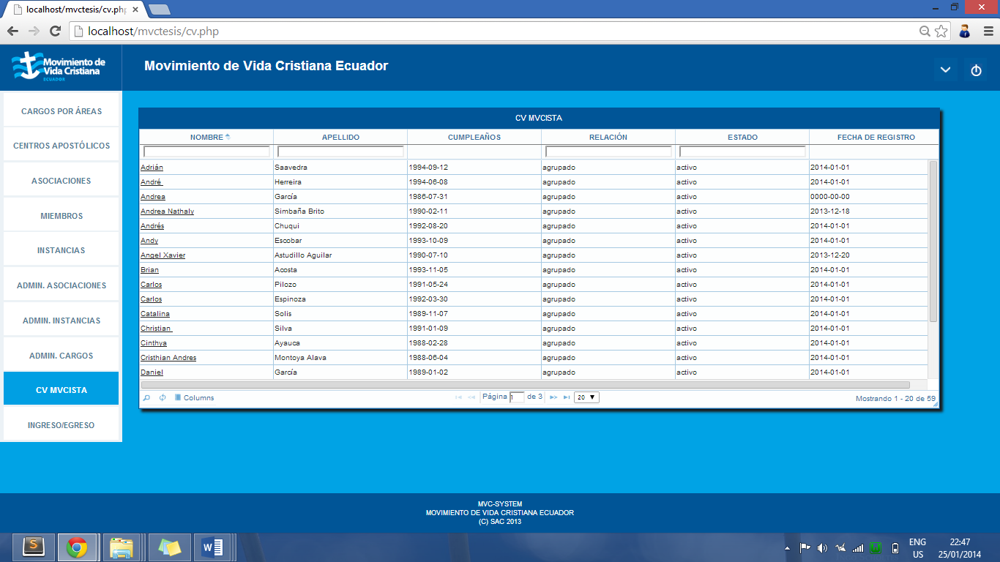 localhost/mvctesis/cv.php
localhost/mvctesis/cv.php
Movimiento de
Vida Cristiana
ECUADOR
Movimiento de Vida Cristiana Ecuador
CARGOS POR ÁREAS
CENTROS APOSTÓLICOS
ASOCIACIONES
MIEMBROS
INSTANCIAS
ADMIN. ASOCIACIONES
ADMIN. INSTANCIAS
ADMIN. CARGOS
CV MVCISTA
INGRESO/EGRESO
CV MVCISTA
NOMBRE APELLIDO CUMPLEAÑOS RELACIÓN ESTADO FECHA DE REGISTRO
Adrián Saavedra 1994-09-12 agrupado activo 2014-01-01
André Herreira 1994-06-08 agrupado activo 2014-01-01
Andrea García 1986-07-31 agrupado activo 0000-00-00
Andrea Nathaly Simbaña Brito 1990-02-11 agrupado activo 2013-12-18
Andrés Chuqui 1992-08-20 agrupado activo 2014-01-01
Andy Escobar 1993-10-09 agrupado activo 2014-01-01
Angel Xavier Astudillo Aguilar 1990-07-10 agrupado activo 2013-12-20
Brian Acosta 1993-11-05 agrupado activo 2014-01-01
Carlos Pilozo 1991-05-24 agrupado activo 2014-01-01
Carlos Espinoza 1992-03-30 agrupado activo 2014-01-01
Catalina Solis 1989-11-07 agrupado activo 2014-01-01
Christian Silva 1991-01-09 agrupado activo 2014-01-01
Cinthya Ayauca 1988-02-28 agrupado activo 2014-01-01
Cristhian Andres Montoya Alava 1988-06-04 agrupado activo 2014-01-01
Daniel García 1989-01-02 agrupado activo 2014-01-01
Columns Página 1 de 3 20 Mostrando 1 - 20 de 59
MVC-SYSTEM
MOVIMIENTO DE VIDA CRISTIANA ECUADOR
(C) SAC 2013
ENG 22:47
US 25/01/2014